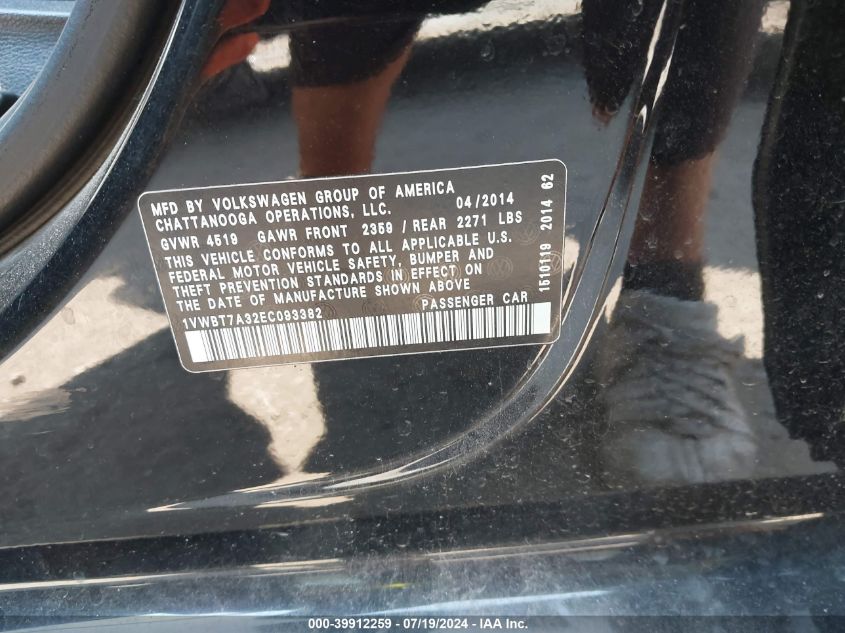 MFD BY VOLKSWAGEN GROUP OF AMERICA
CHATTANOOGA OPERATIONS, LLC. 04/2014
GVWR 4519 GAWR FRONT 2359 / REAR 2271 LBS
THIS VEHICLE CONFORMS TO ALL APPLICABLE U.S.
FEDERAL MOTOR VEHICLE SAFETY, BUMPER AND
THEFT PREVENTION STANDARDS IN EFFECT ON
THE DATE OF MANUFACTURE SHOWN ABOVE
1VWBT7A32EC093382 PASSENGER CAR
1510119 2014 62
000-39912259 - 07/19/2024 - IAA Inc.